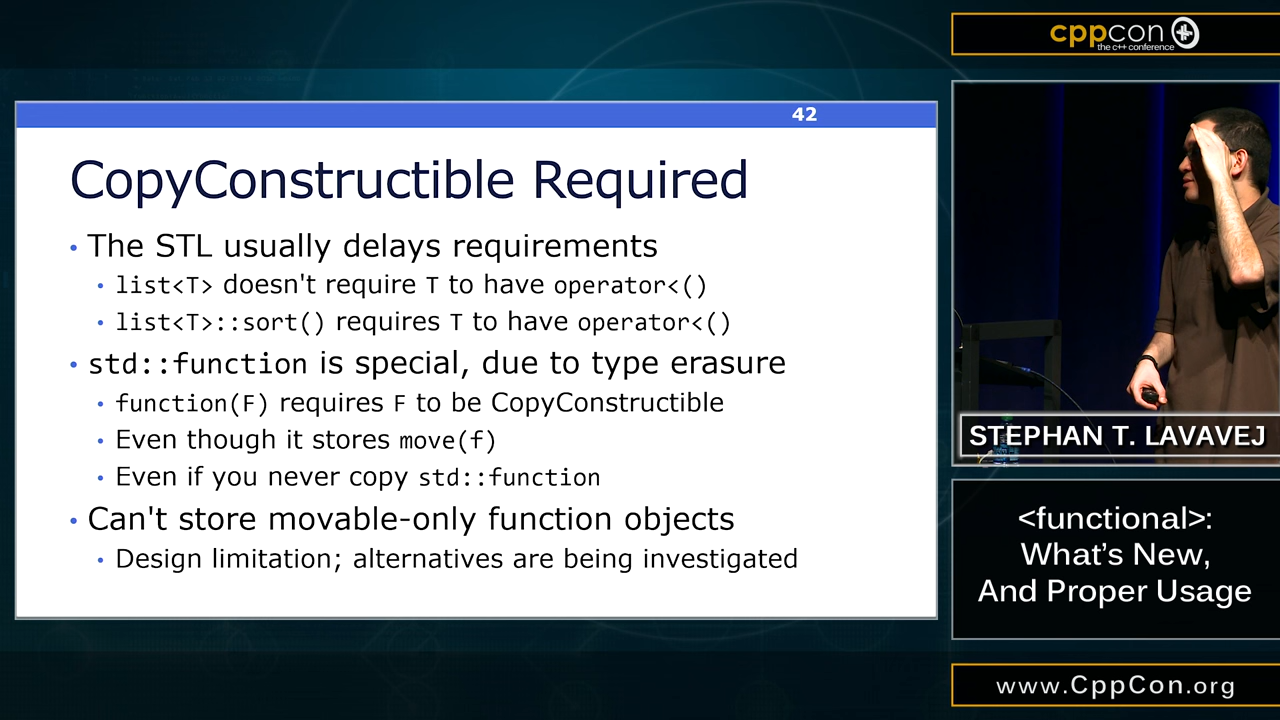 42
CopyConstructible Required
• The STL usually delays requirements
• list<T> doesn't require T to have operator<()
• list<T>::sort() requires T to have operator<()
• std::function is special, due to type erasure
• function(F) requires F to be CopyConstructible
• Even though it stores move(f)
• Even if you never copy std::function
• Can't store movable-only function objects
• Design limitation; alternatives are being investigated
cppcon
the c++ conference
STEPHAN T. LAVAVEJ
<functional>:
What's New,
And Proper Usage
www.CppCon.org